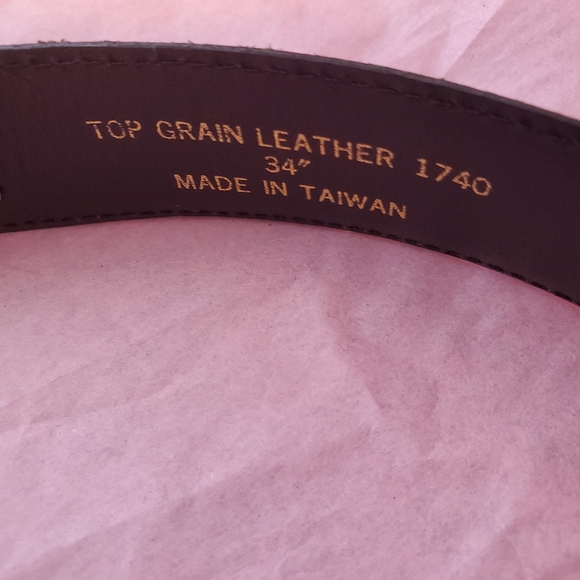 TOP GRAIN LEATHER 1740
34"
MADE IN TAIWAN